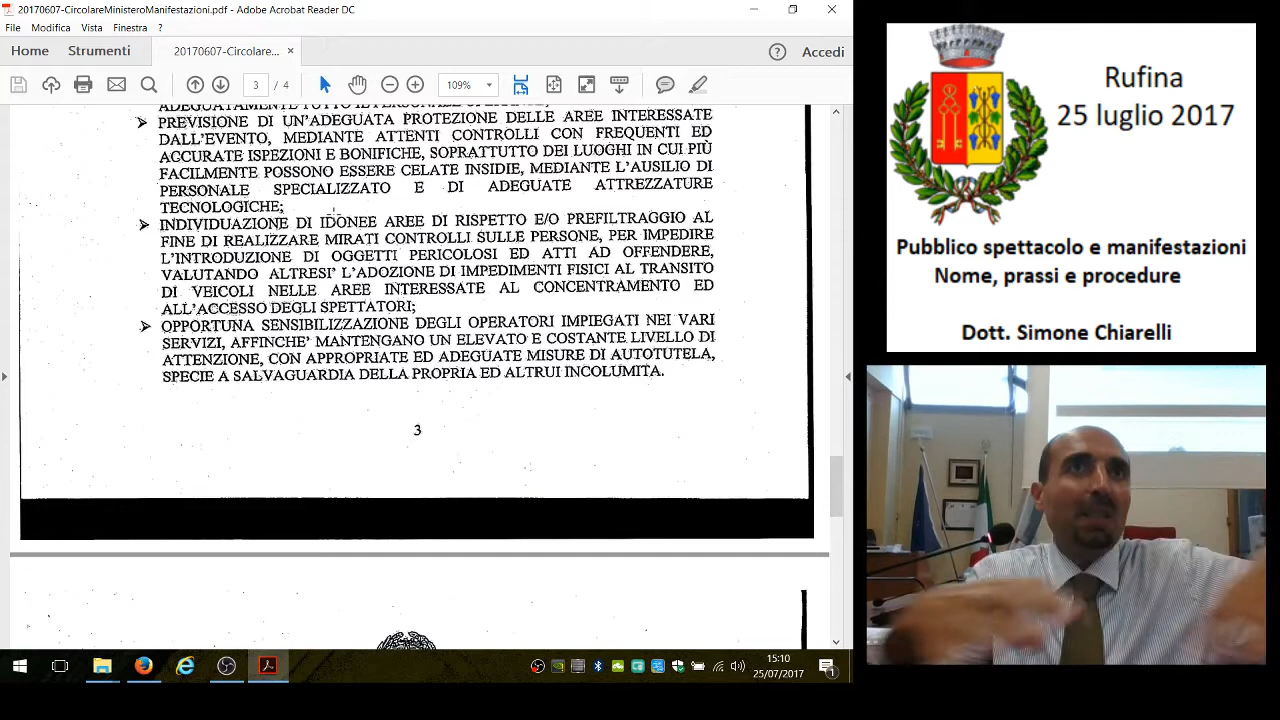 20170607-CircolareMinisteroManifestazioni.pdf - Adobe Acrobat Reader DC
File Modifica Vista Finestra ?
Home Strumenti 20170607-Circolare... × Accedi
3 / 4 109%
ADEGUATAMENTE TUTTO IL PERSONALE
PREVISIONE DI UN'ADEGUATA PROTEZIONE DELLE AREE INTERESSATE
DALL'EVENTO, MEDIANTE ATTENTI CONTROLLI CON FREQUENTI ED
ACCURATE ISPEZIONI E BONIFICHE, SOPRATTUTTO DEI LUOGHI IN CUI PIÙ
FACILMENTE POSSONO ESSERE CELATE INSIDIE, MEDIANTE L'AUSILIO DI
PERSONALE SPECIALIZZATO E DI ADEGUATE ATTREZZATURE
TECNOLOGICHE;
INDIVIDUAZIONE DI IDONEE AREE DI RISPETTO E/O PREFILTRAGGIO AL
FINE DI REALIZZARE MIRATI CONTROLLI SULLE PERSONE, PER IMPEDIRE
L'INTRODUZIONE DI OGGETTI PERICOLOSI ED ATTI AD OFFENDERE,
VALUTANDO ALTRESI' L'ADOZIONE DI IMPEDIMENTI FISICI AL TRANSITO
DI VEICOLI NELLE AREE INTERESSATE AL CONCENTRAMENTO ED
ALL'ACCESSO DEGLI SPETTATORI;
OPPORTUNA SENSIBILIZZAZIONE DEGLI OPERATORI IMPIEGATI NEI VARI
SERVIZI, AFFINCHE' MANTENGANO UN ELEVATO E COSTANTE LIVELLO DI
ATTENZIONE, CON APPROPRIATE ED ADEGUATE MISURE DI AUTOTUTELA,
SPECIE A SALVAGUARDIA DELLA PROPRIA ED ALTRUI INCOLUMITA.
3
15:10
25/07/2017
Rufina
25 luglio 2017
Pubblico spettacolo e manifestazioni
Nome, prassi e procedure
Dott. Simone Chiarelli